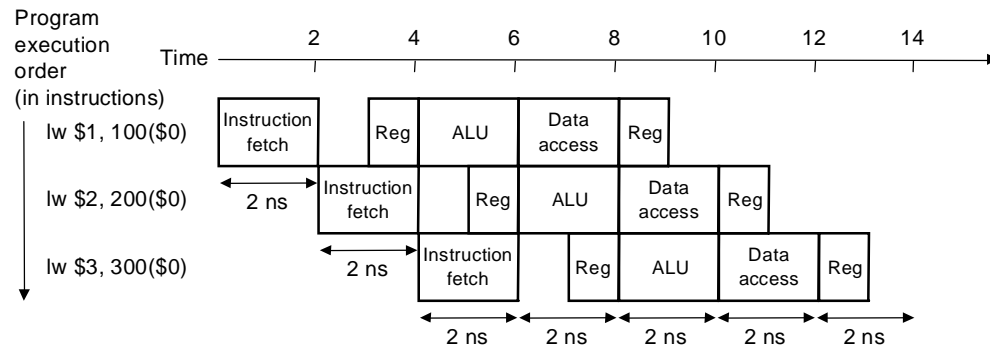 Program
execution
order
(in instructions)
Time
2 4 6 8 10 12 14
lw $1, 100($0)
Instruction
fetch
Reg
ALU
Data
access
Reg
2 ns
lw $2, 200($0)
Instruction
fetch
Reg
ALU
Data
access
Reg
2 ns
lw $3, 300($0)
Instruction
fetch
Reg
ALU
Data
access
Reg
2 ns 2 ns 2 ns 2 ns 2 ns